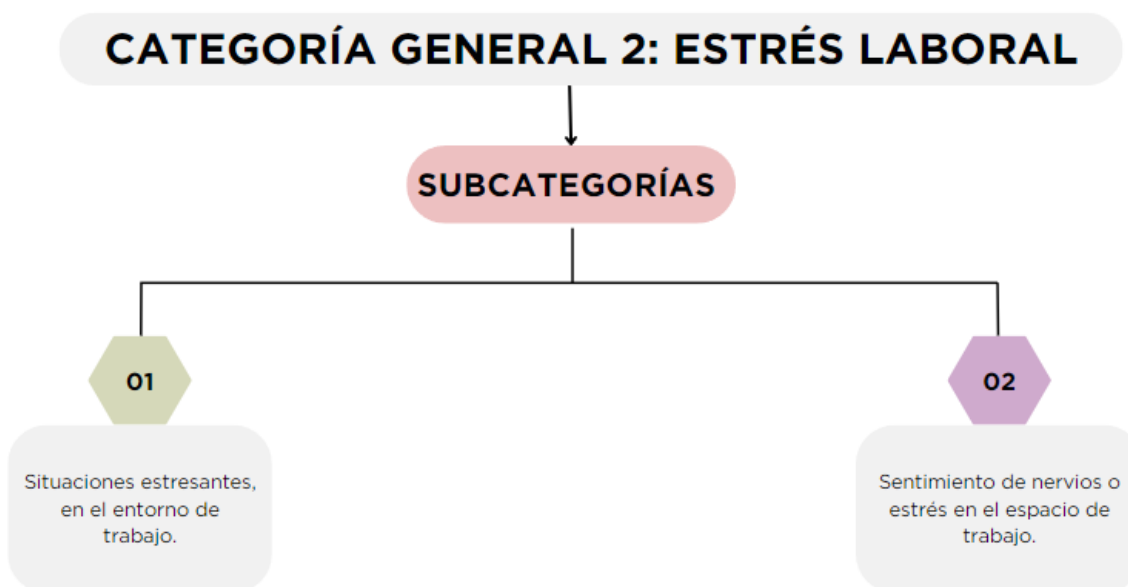 CATEGORÍA GENERAL 2: ESTRÉS LABORAL
SUBCATEGORÍAS
01
Situaciones estresantes,
en el entorno de
trabajo.
02
Sentimiento de nervios o
estrés en el espacio de
trabajo.